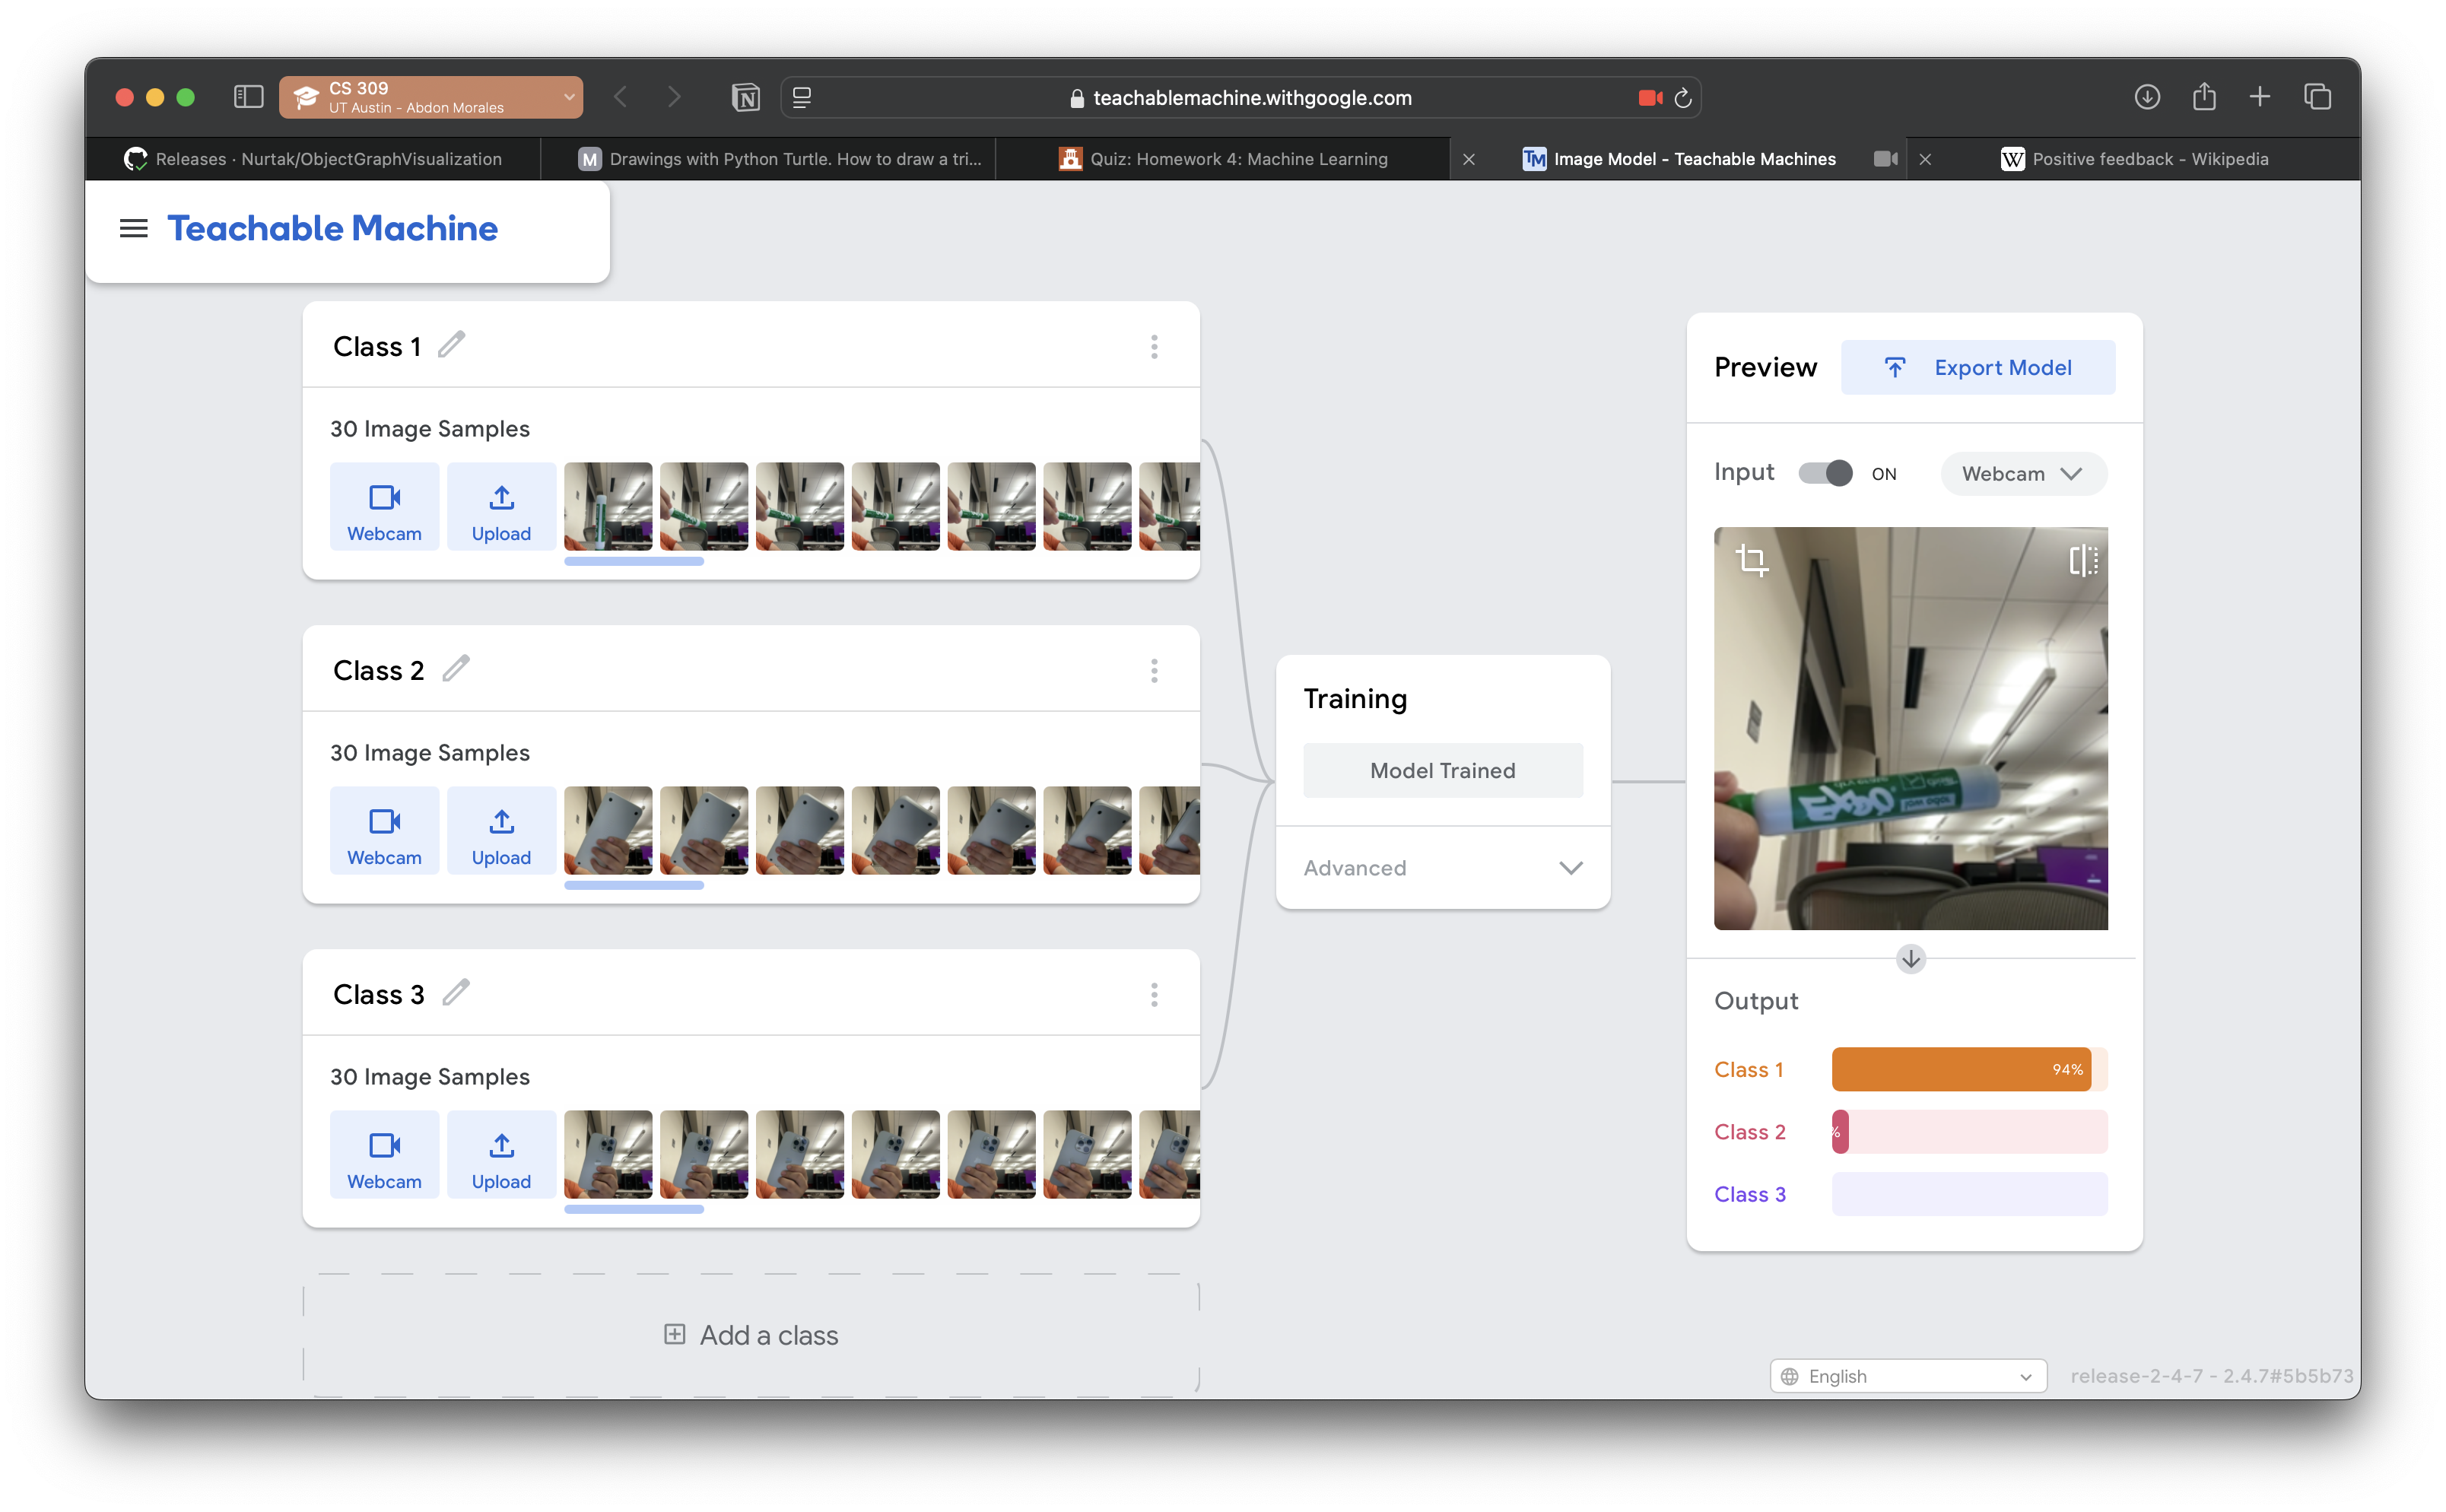 CS 309
UT Austin - Abdon Morales
teachablemachine.withgoogle.com
Releases · Nurtak/ObjectGraphVisualization
M Drawings with Python Turtle. How to draw a tri...
Quiz: Homework 4: Machine Learning
TM Image Model - Teachable Machines
W Positive feedback - Wikipedia
Teachable Machine
Class 1
30 Image Samples
Webcam
Upload
Class 2
30 Image Samples
Webcam
Upload
Class 3
30 Image Samples
Webcam
Upload
Add a class
Training
Model Trained
Advanced
Preview
Export Model
Input
ON
Webcam
EXPO
Output
Class 1
94%
Class 2
%
Class 3
English
release-2-4-7 - 2.4.7#5b5b73